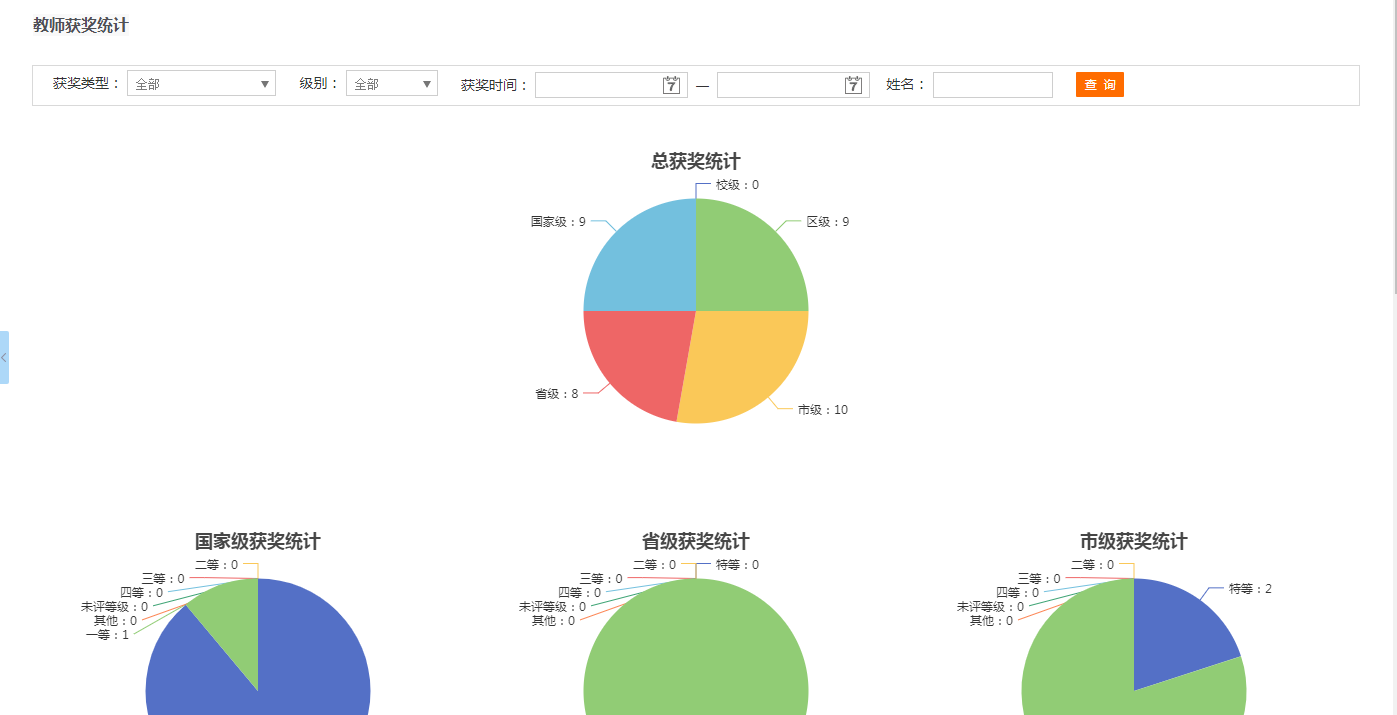 教师获奖统计
获奖类型： 全部 级别： 全部 获奖时间： 7 — 7 姓名： 查 询
总获奖统计
校级：0
国家级：9 区级：9
省级：8
市级：10
国家级获奖统计 省级获奖统计 市级获奖统计
二等：0 二等：0 特等：0 二等：0
三等：0 三等：0 三等：0
四等：0 四等：0 四等：0 特等：2
未评等级：0 未评等级：0 未评等级：0
其他：0 其他：0 其他：0
一等：1